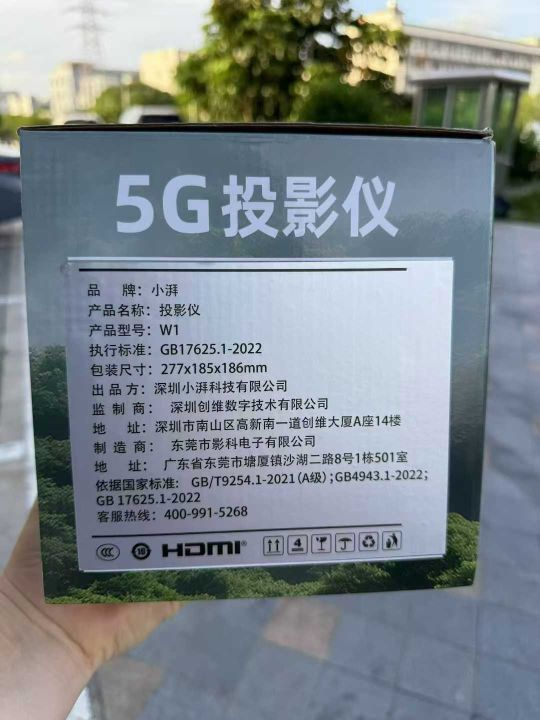 5G投影仪
品 牌：小湃
产品名称：投影仪
产品型号：W1
执行标准：GB17625.1-2022
包装尺寸：277x185x186mm
出 品 方：深圳小湃科技有限公司
监 制 商： 深圳创维数字技术有限公司
地 址：深圳市南山区高新南一道创维大厦A座14楼
制 造 商： 东莞市影科电子有限公司
地 址： 广东省东莞市塘厦镇沙湖二路8号1栋501室
依据国家标准： GB/T9254.1-2021（A级）；GB4943.1-2022；
GB 17625.1-2022
客服热线：400-991-5268
CCC 10 HDMI® 4